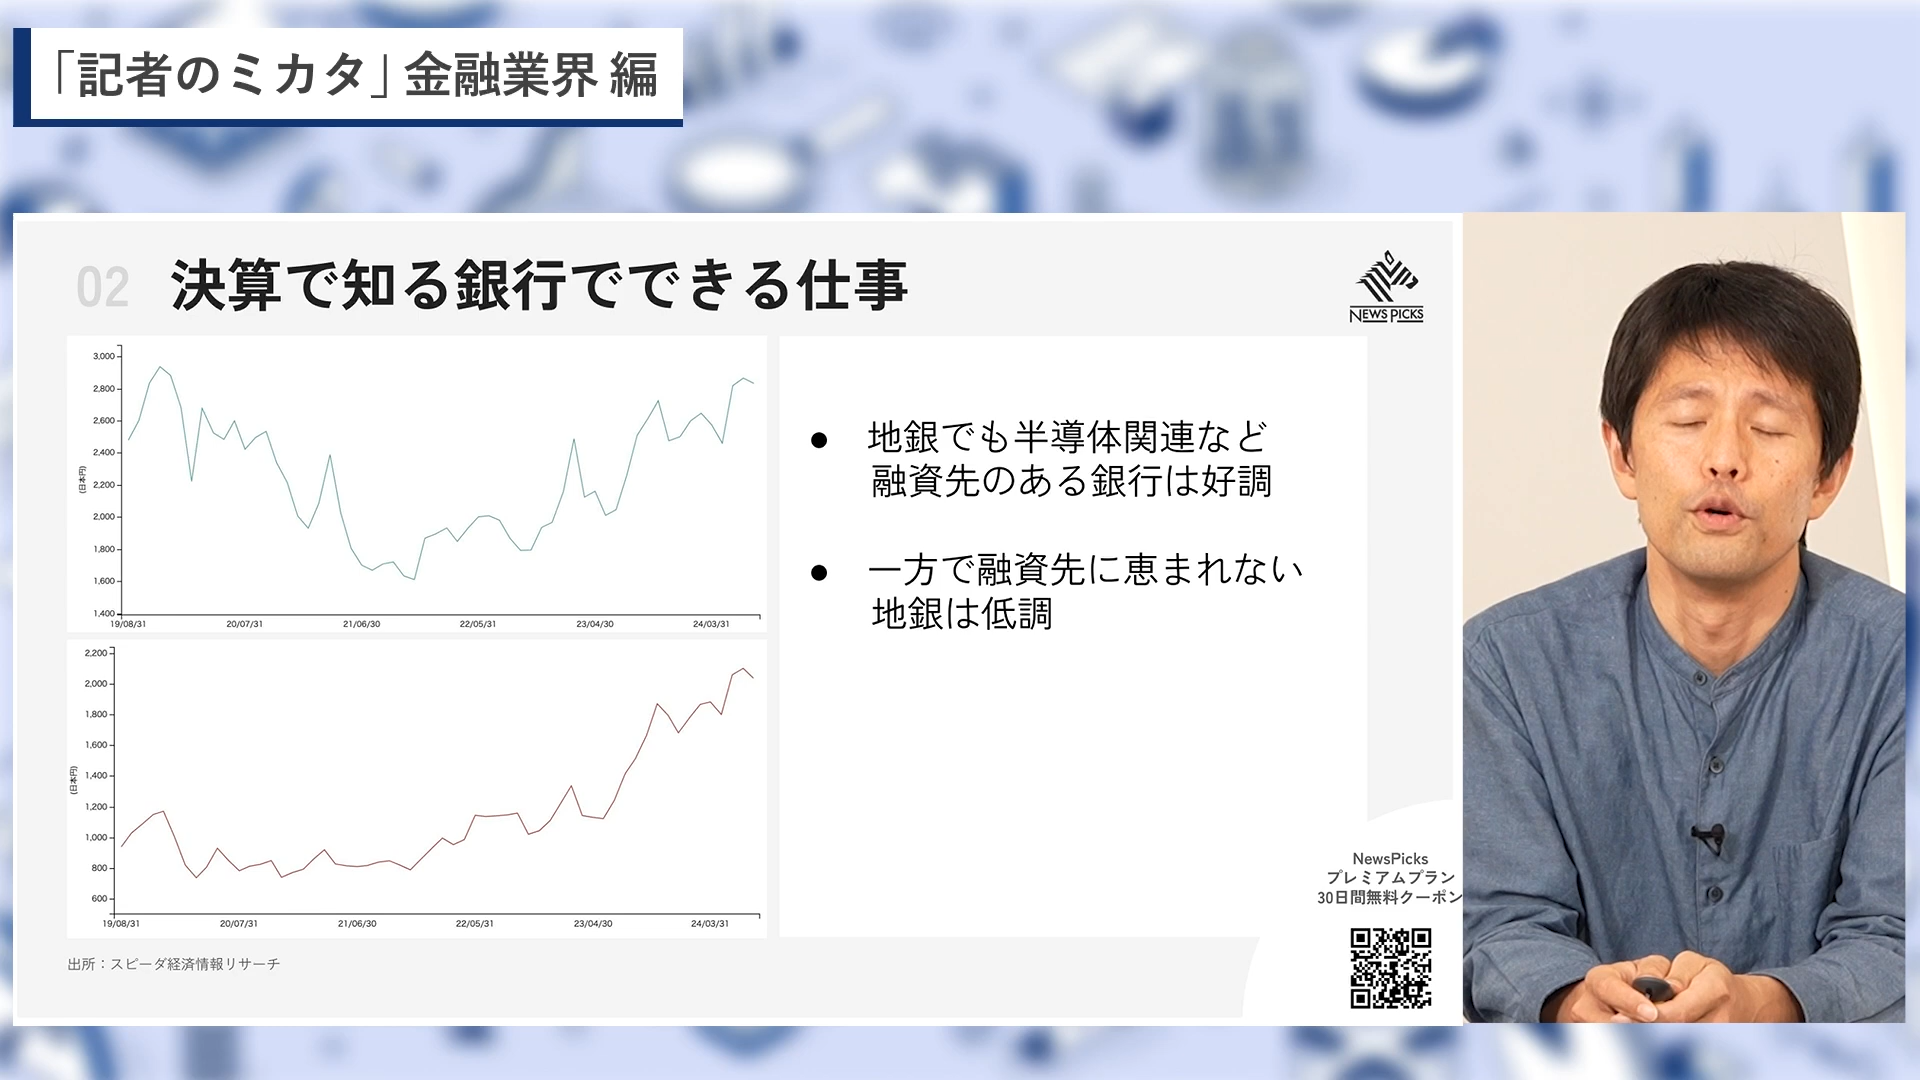 「記者のミカタ」金融業界 編
02 決算で知る銀行でできる仕事
NEWS PICKS
3,000
2,800
2,600
2,400
2,200
2,000
1,800
1,600
1,400
(日本円)
19/08/31 20/07/31 21/06/30 22/05/31 23/04/30 24/03/31
2,200
2,000
1,800
1,600
1,400
1,200
1,000
800
600
(日本円)
19/08/31 20/07/31 21/06/30 22/05/31 23/04/30 24/03/31
● 地銀でも半導体関連など
融資先のある銀行は好調
● 一方で融資先に恵まれない
地銀は低調
出所：スピーダ経済情報リサーチ
NewsPicks
プレミアムプラン
30日間無料クーポン